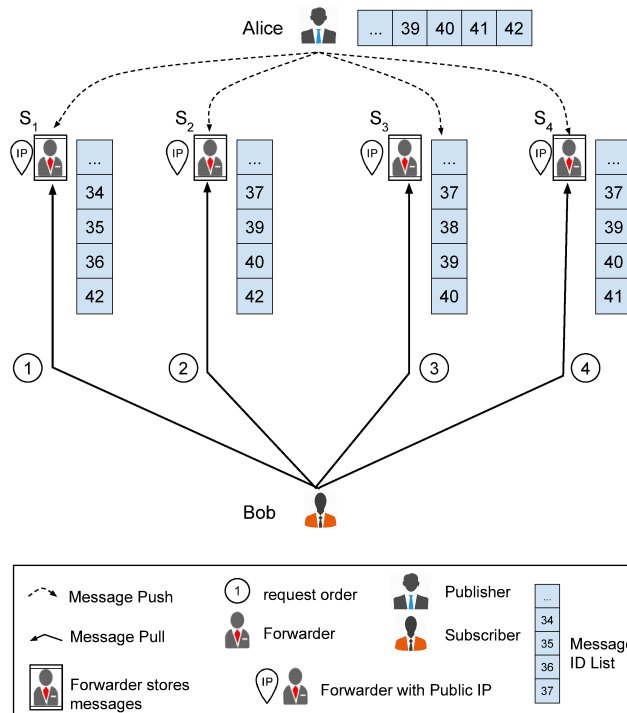 Alice
... 39 40 41 42
S1 S2 S3 S4
IP IP IP IP
... ... ... ...
34 37 37 37
35 39 38 39
36 40 39 40
42 42 40 41
1 2 3 4
Bob
Message Push
1 request order
Publisher
...
34
35
36
37
Message Pull
Forwarder
Subscriber
Message
ID List
Forwarder stores
messages
IP Forwarder with Public IP